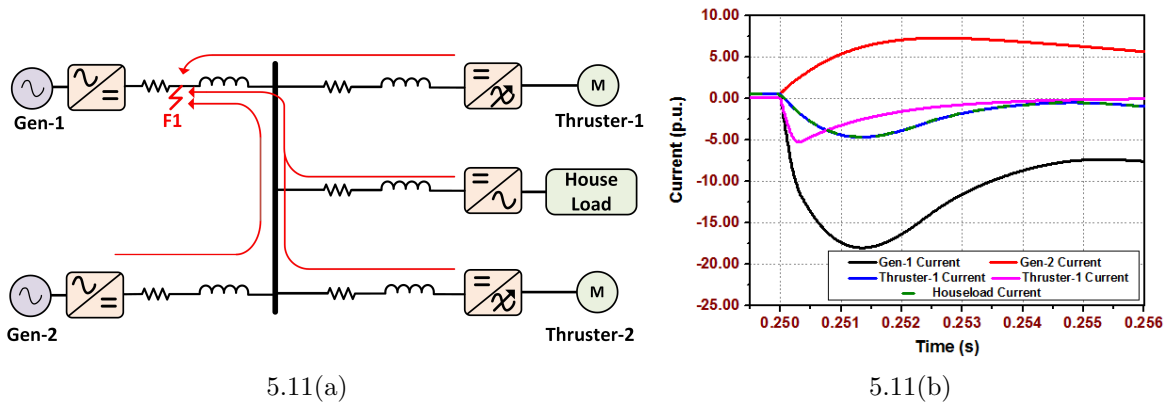 Gen-1
F1
M
Thruster-1
House
Load
Gen-2
M
Thruster-2
5.11(a)
Current (p.u.)
10.00
5.00
0.00
-5.00
-10.00
-15.00
-20.00
-25.00
Gen-1 Current Gen-2 Current
Thruster-1 Current Thruster-1 Current
Houseload Current
0.250 0.251 0.252 0.253 0.254 0.255 0.256
Time (s)
5.11(b)